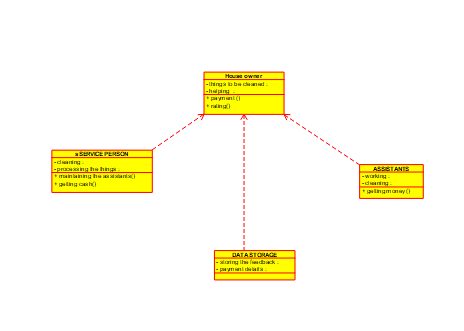 House owner
- things to be cleaned .
- helping .
+ payment ()
+ rating()
sSERVICE PERSON
- cleaning .
- processing the things .
+ maintaining the assistants()
+ getting cash()
ASSISTANTS
- working .
- cleaning .
+ getting money()
DATA STORAGE
- storing the feedback .
- payment details .